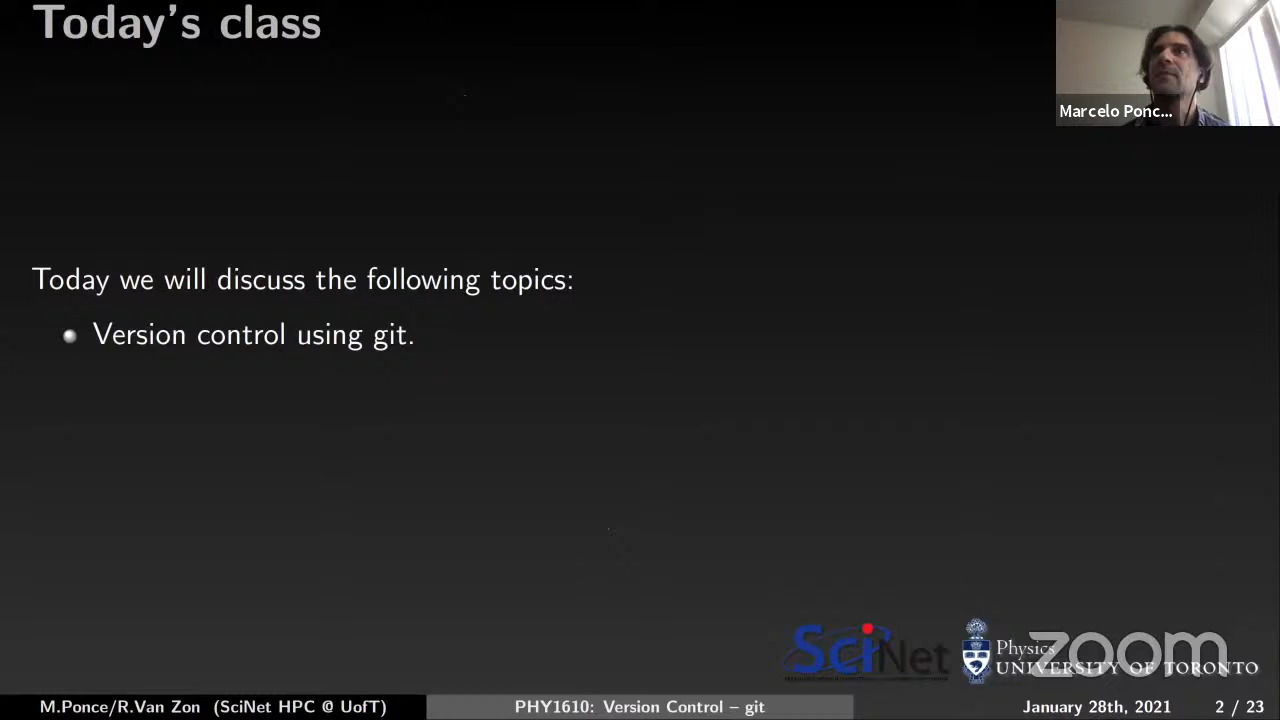 Today's class
Marcelo Ponc...
Today we will discuss the following topics:
Version control using git.
SciNet
Physics
UNIVERSITY OF TORONTO
zoom
M.Ponce/R.Van Zon (SciNet HPC @ UofT)
PHY1610: Version Control – git
January 28th, 2021
2 / 23